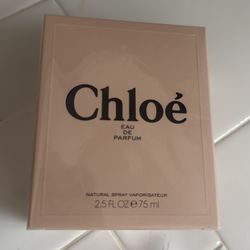 Chloé
EAU
DE
PARFUM
NATURAL SPRAY VAPORISATEUR
2.5 FL OZ ℮ 75 ml